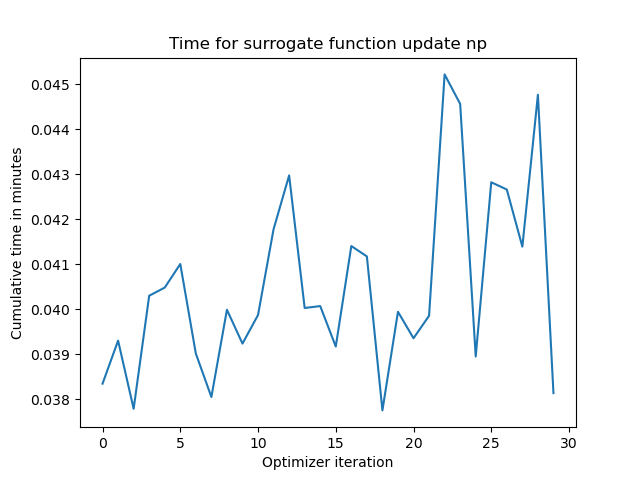 Time for surrogate function update np
Cumulative time in minutes
0.045
0.044
0.043
0.042
0.041
0.040
0.039
0.038
0 5 10 15 20 25 30
Optimizer iteration